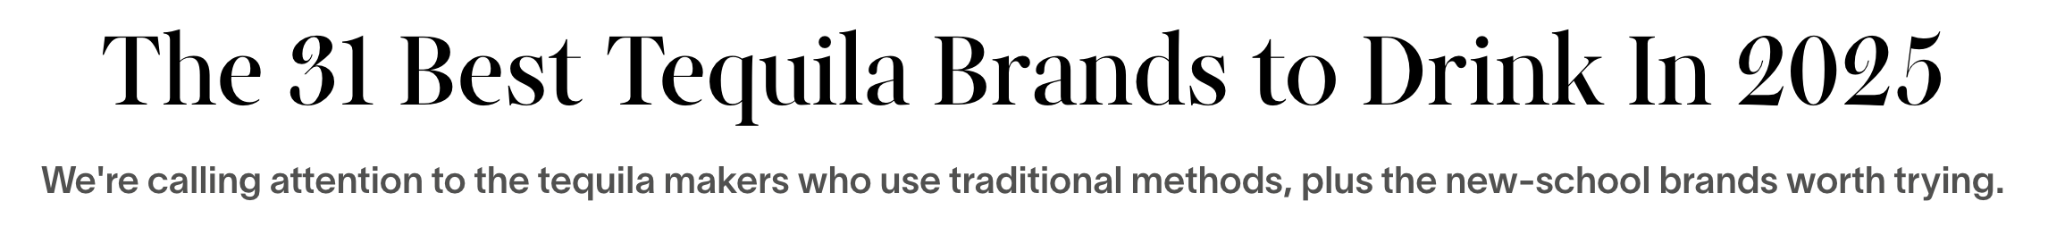 The 31 Best Tequila Brands to Drink In 2025
We're calling attention to the tequila makers who use traditional methods, plus the new-school brands worth trying.